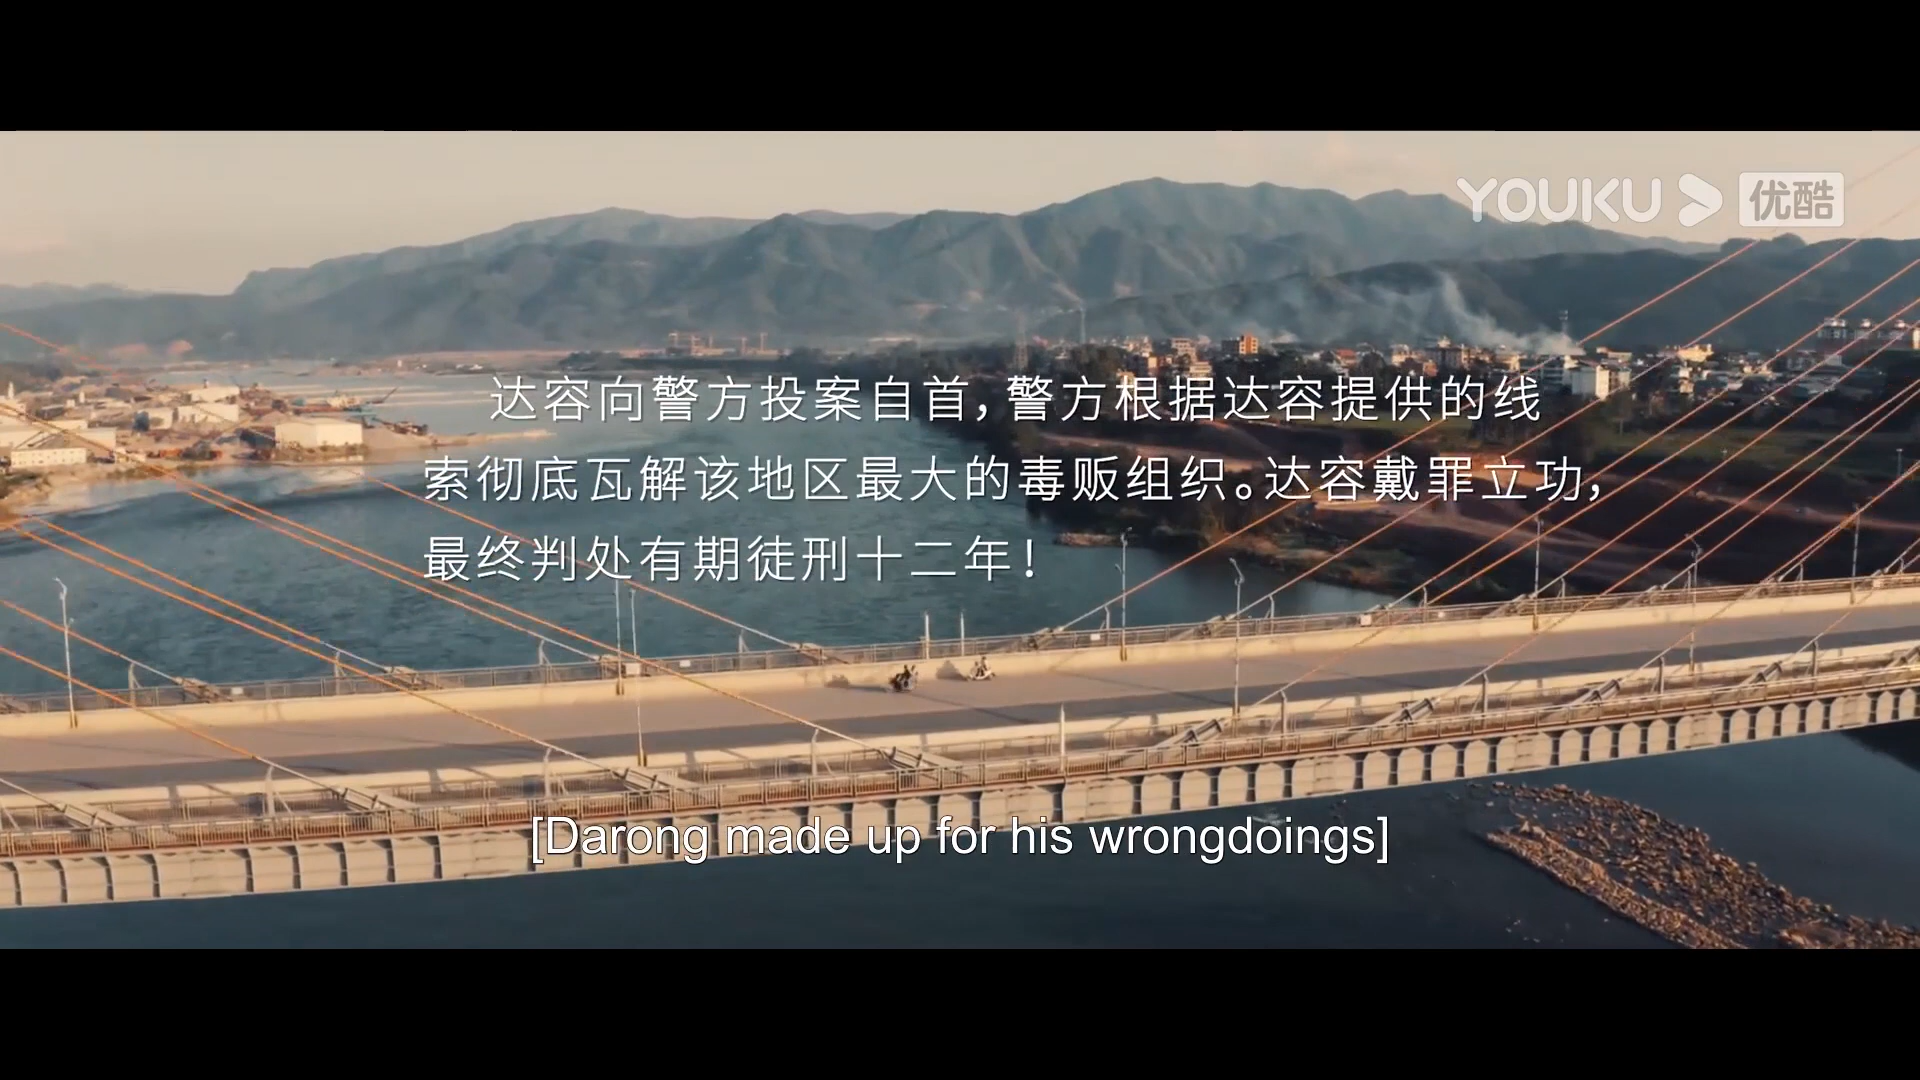 YOUKU 优酷
达容向警方投案自首，警方根据达容提供的线
索彻底瓦解该地区最大的毒贩组织。达容戴罪立功，
最终判处有期徒刑十二年！
[Darong made up for his wrongdoings]